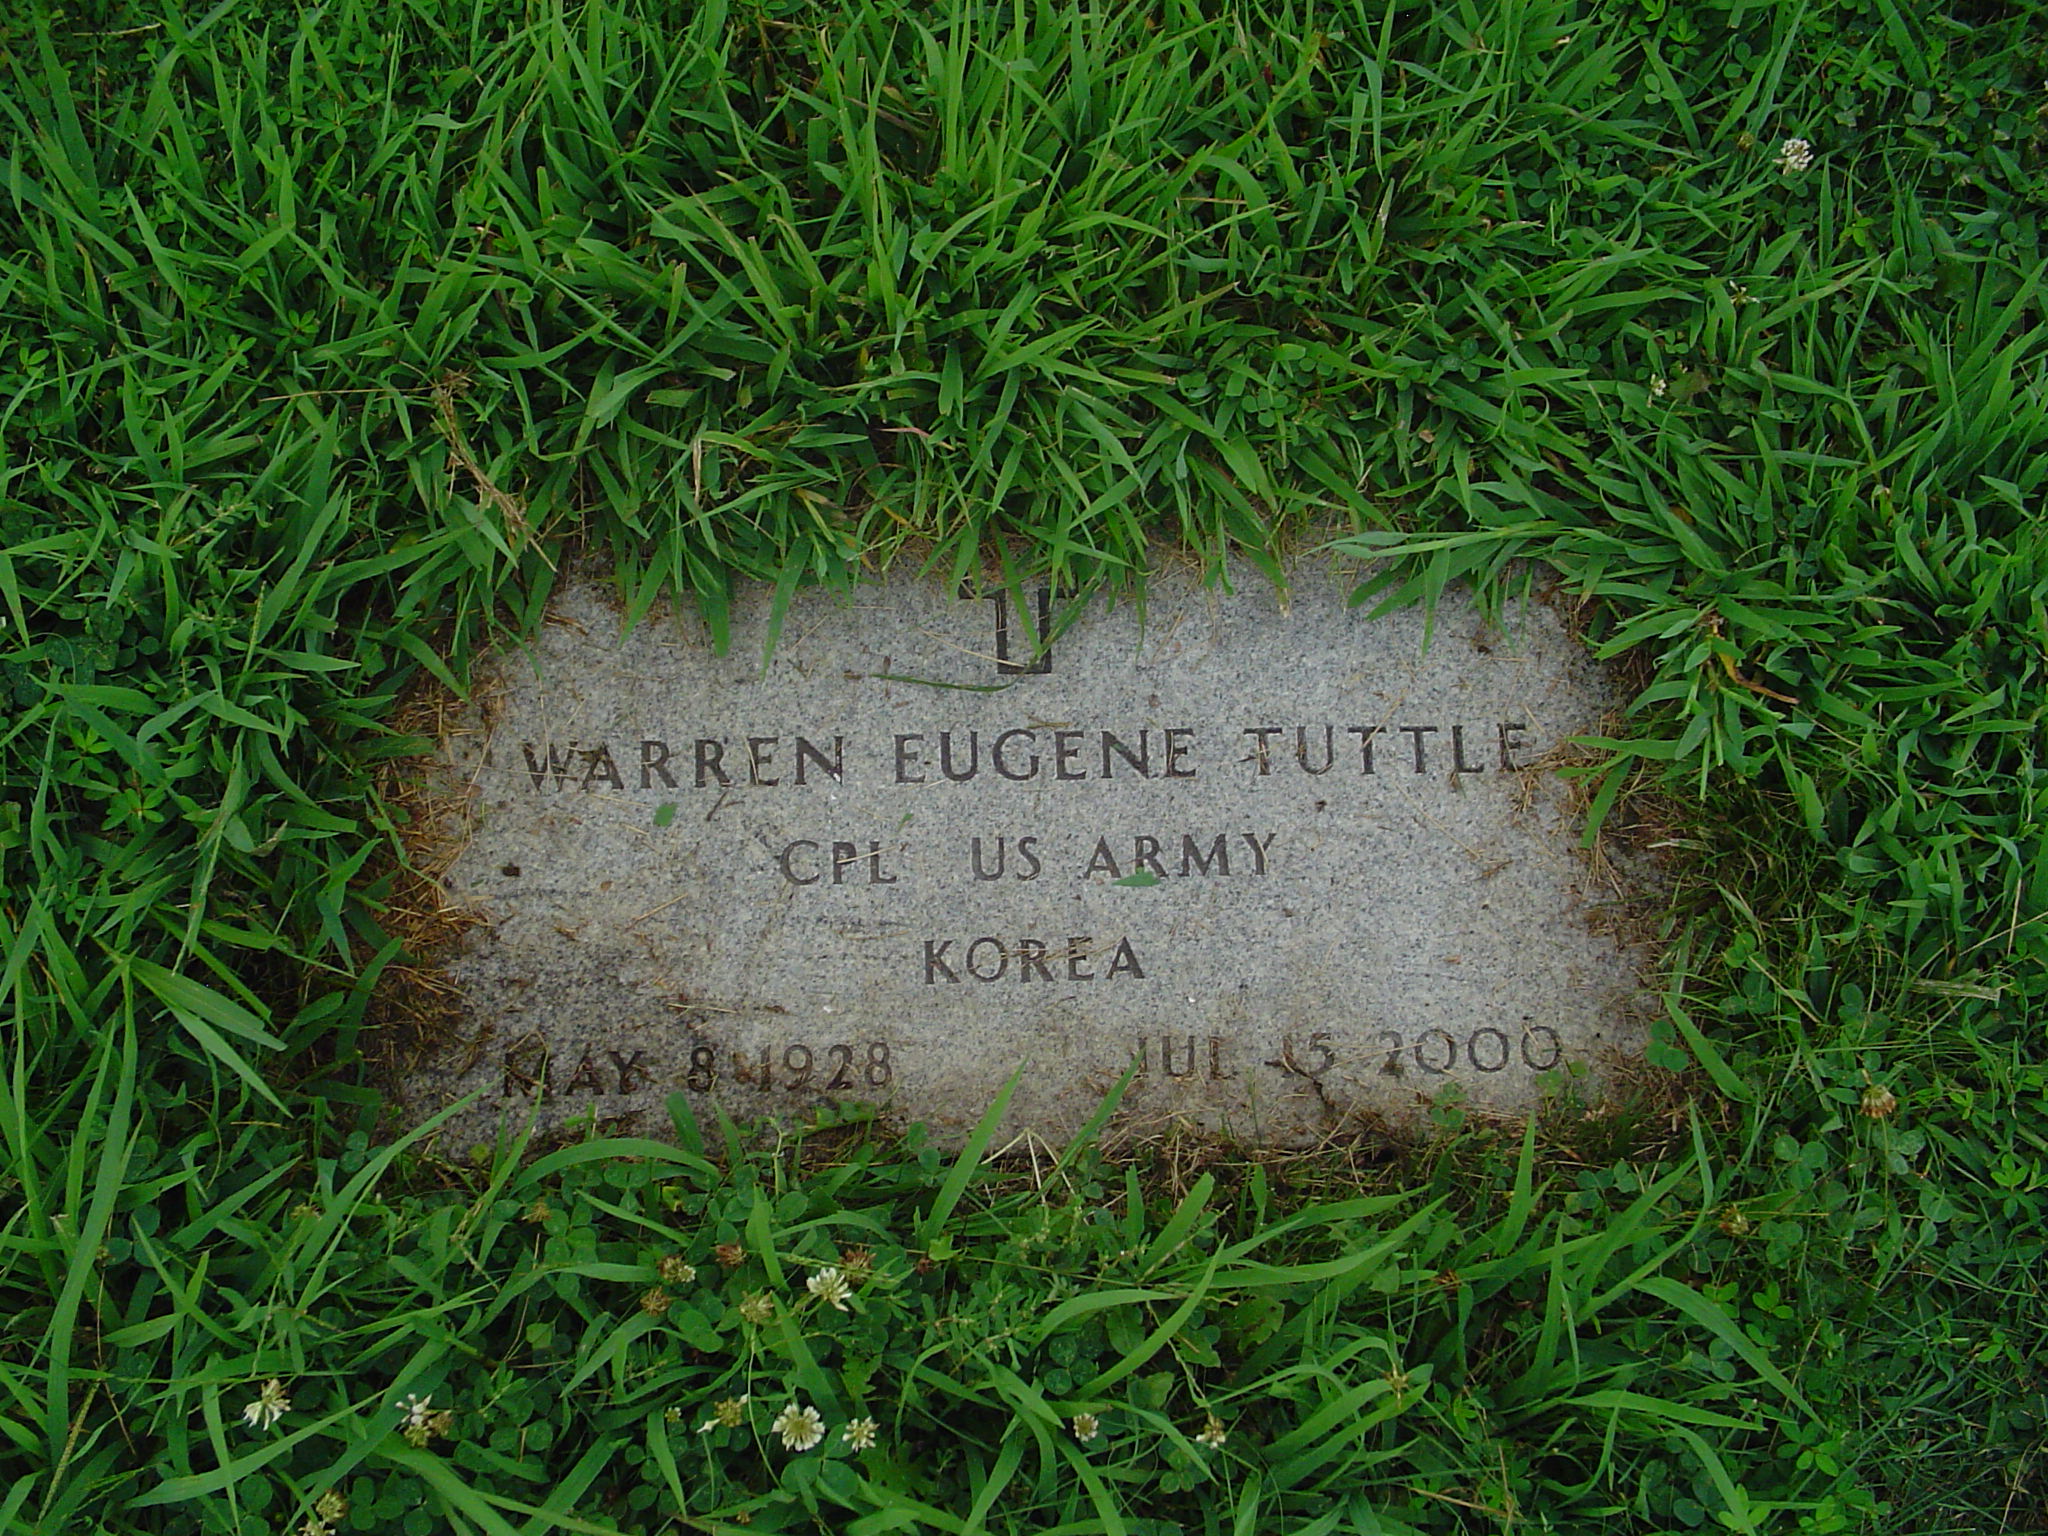 WARREN EUGENE TUTTLE
CPL US ARMY
KOREA
MAY 8 1928 JUL 15 2000